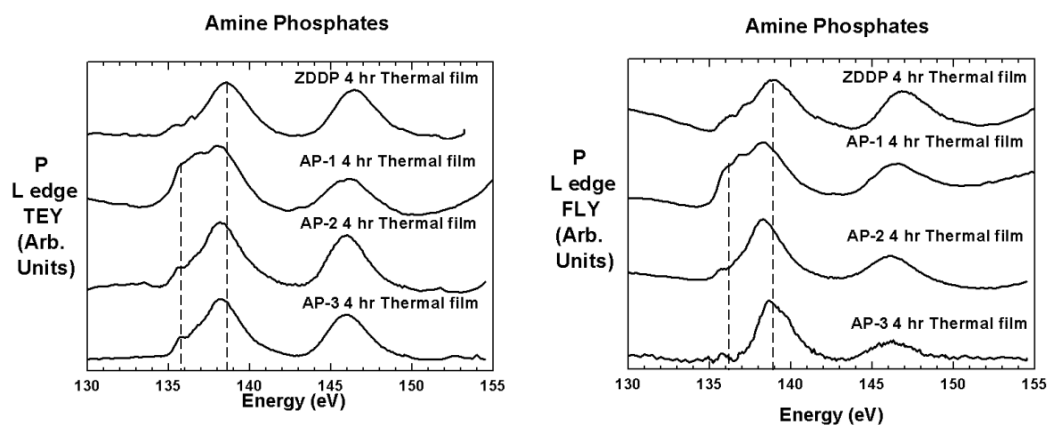 Amine Phosphates
ZDDP 4 hr Thermal film
AP-1 4 hr Thermal film
AP-2 4 hr Thermal film
AP-3 4 hr Thermal film
P
L edge
TEY
(Arb.
Units)
130 135 140 145 150 155
Energy (eV)
Amine Phosphates
ZDDP 4 hr Thermal film
AP-1 4 hr Thermal film
AP-2 4 hr Thermal film
AP-3 4 hr Thermal film
P
L edge
FLY
(Arb.
Units)
130 135 140 145 150 155
Energy (eV)